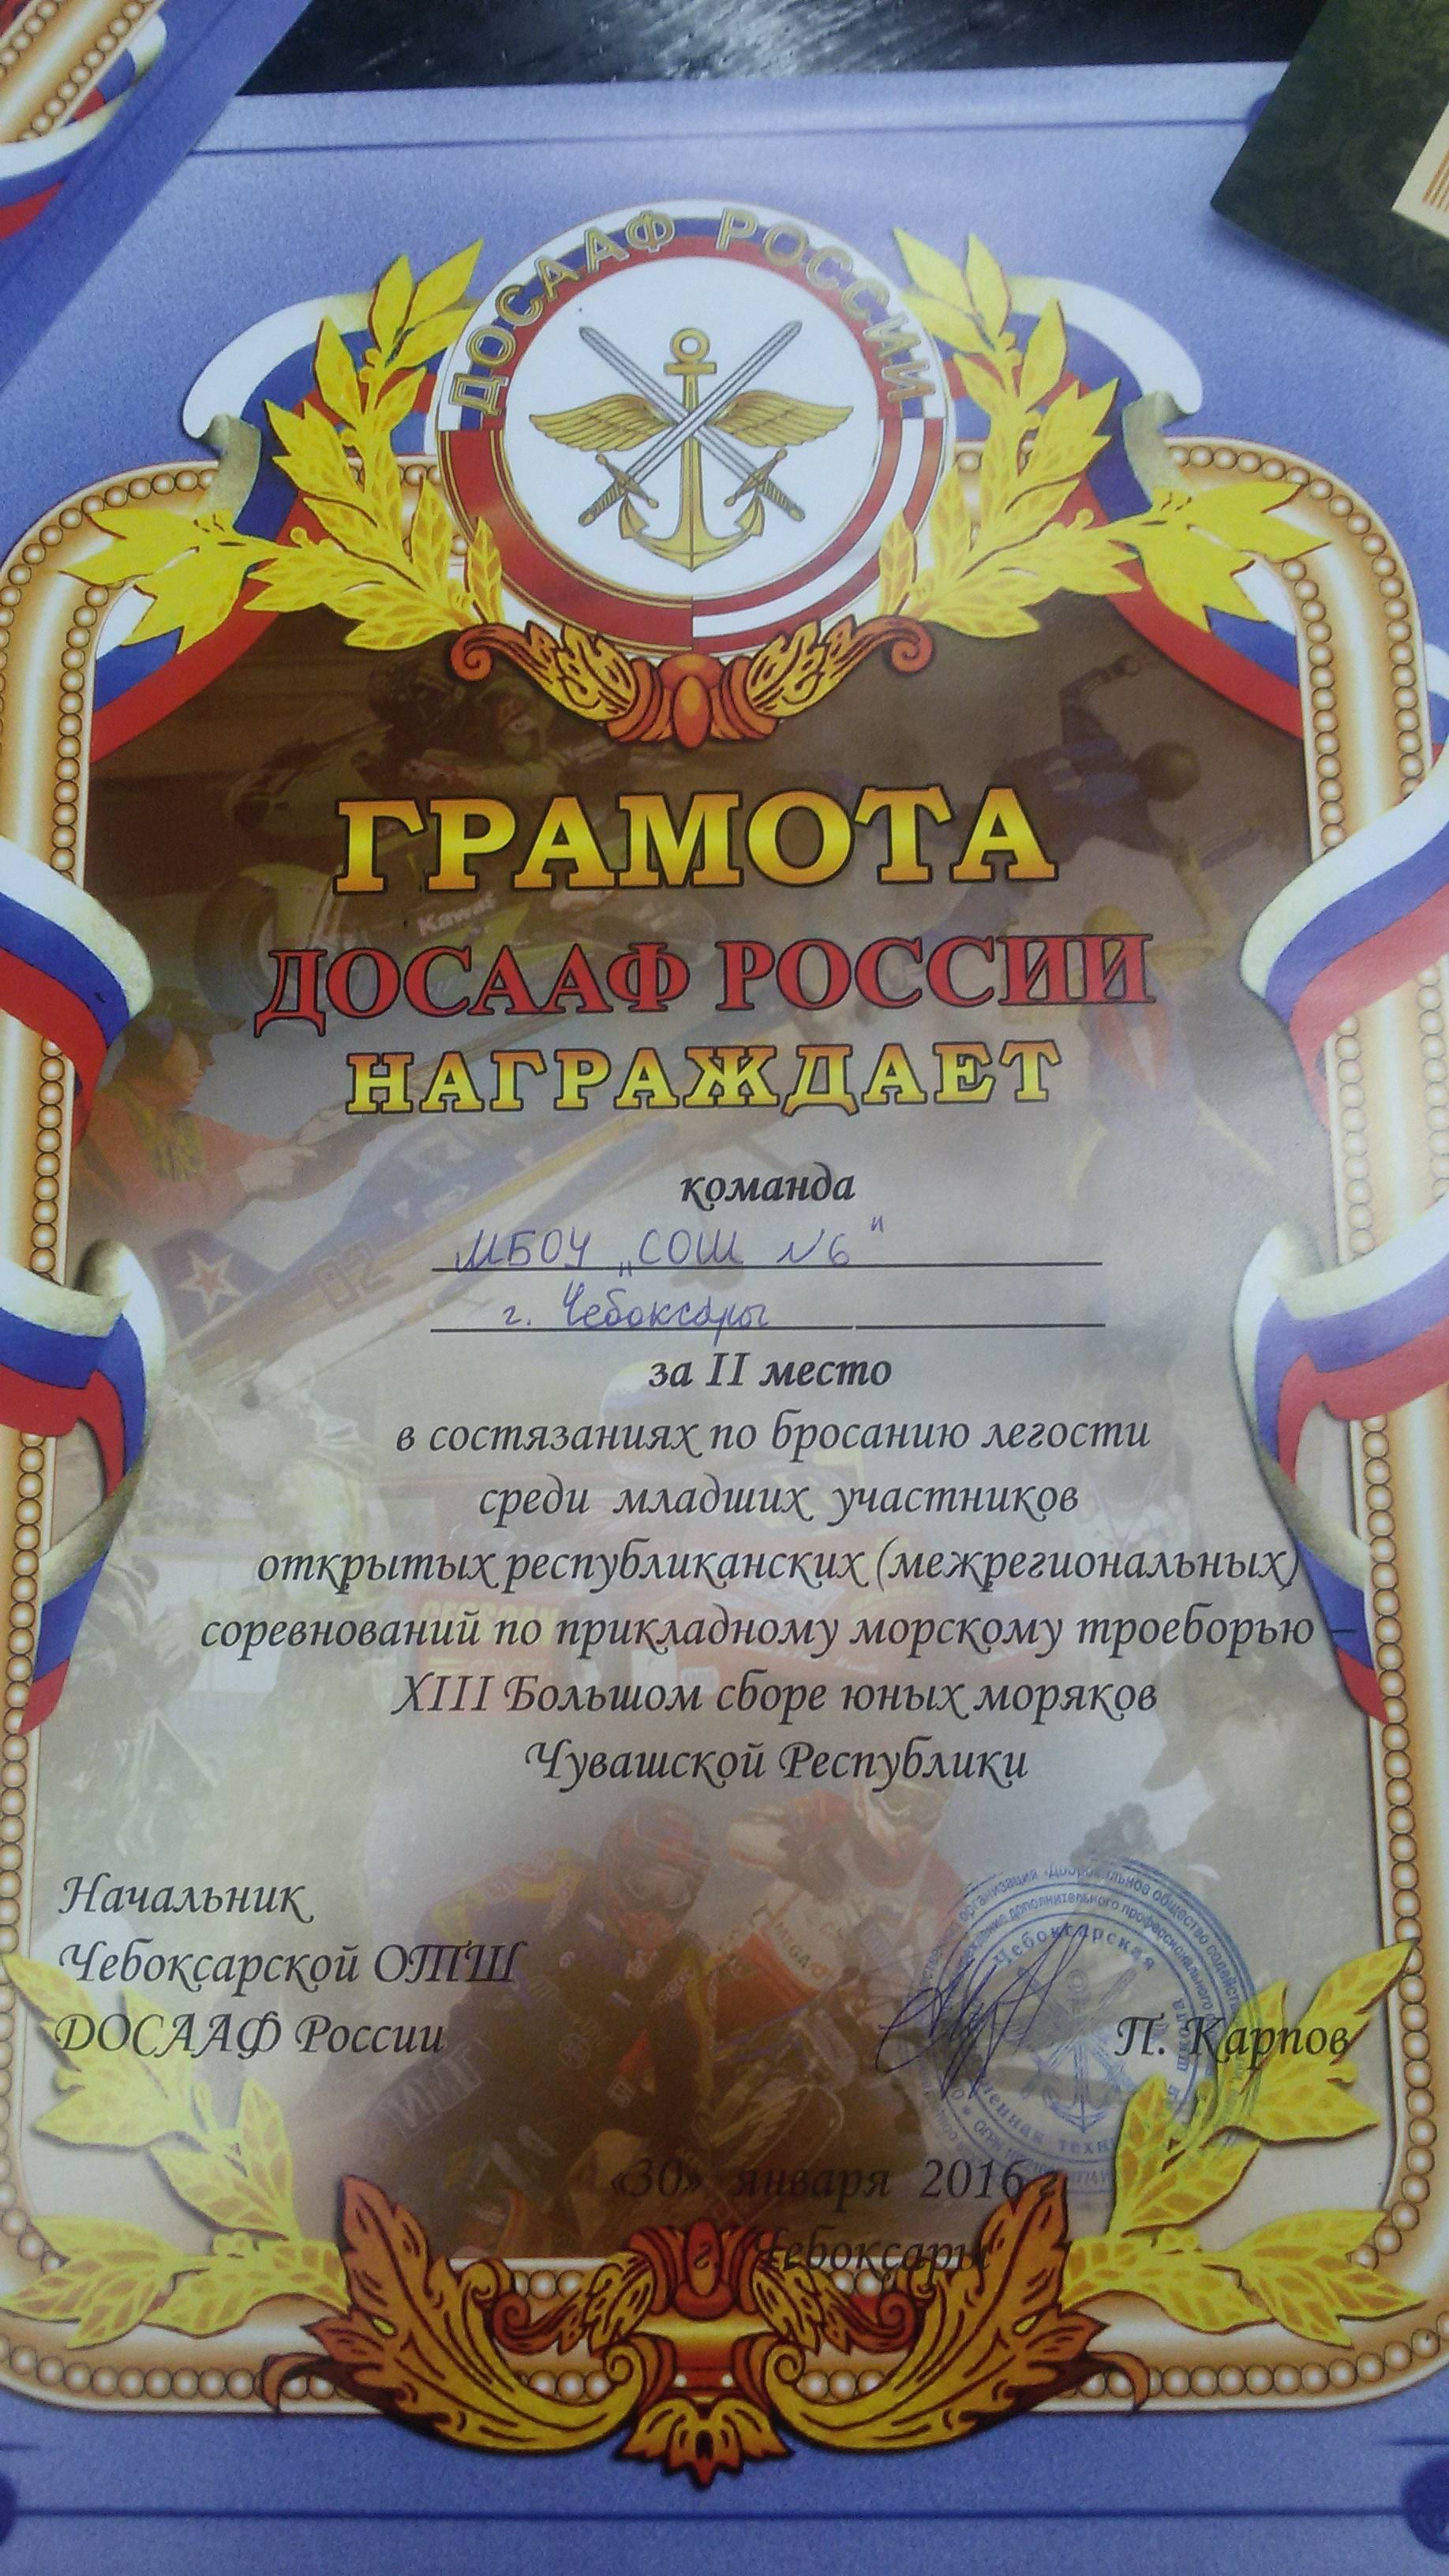 ДОСААФ РОССИИ
ГРАМОТА
ДОСААФ РОССИИ
НАГРАЖДАЕТ
команда
МБОУ „СОШ №6"
г. Чебоксары
за II место
в состязаниях по бросанию легости
среди младших участников
открытых республиканских (межрегиональных)
соревнований по прикладному морскому троеборью –
XIII Большом сборе юных моряков
Чувашской Республики
Начальник
Чебоксарской ОТШ
ДОСААФ России
П. Карпов
Чебоксарская
«30» января 2016 г.
г. Чебоксары